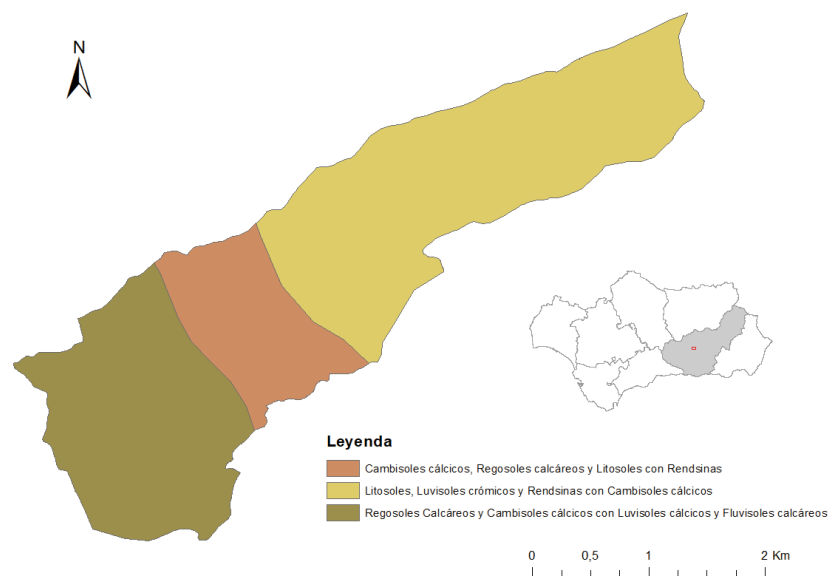 N
Leyenda
Cambisoles cálcicos, Regosoles calcáreos y Litosoles con Rendsinas
Litosoles, Luvisoles crómicos y Rendsinas con Cambisoles cálcicos
Regosoles Calcáreos y Cambisoles cálcicos con Luvisoles cálcicos y Fluvisoles calcáreos
0 0,5 1 2 Km